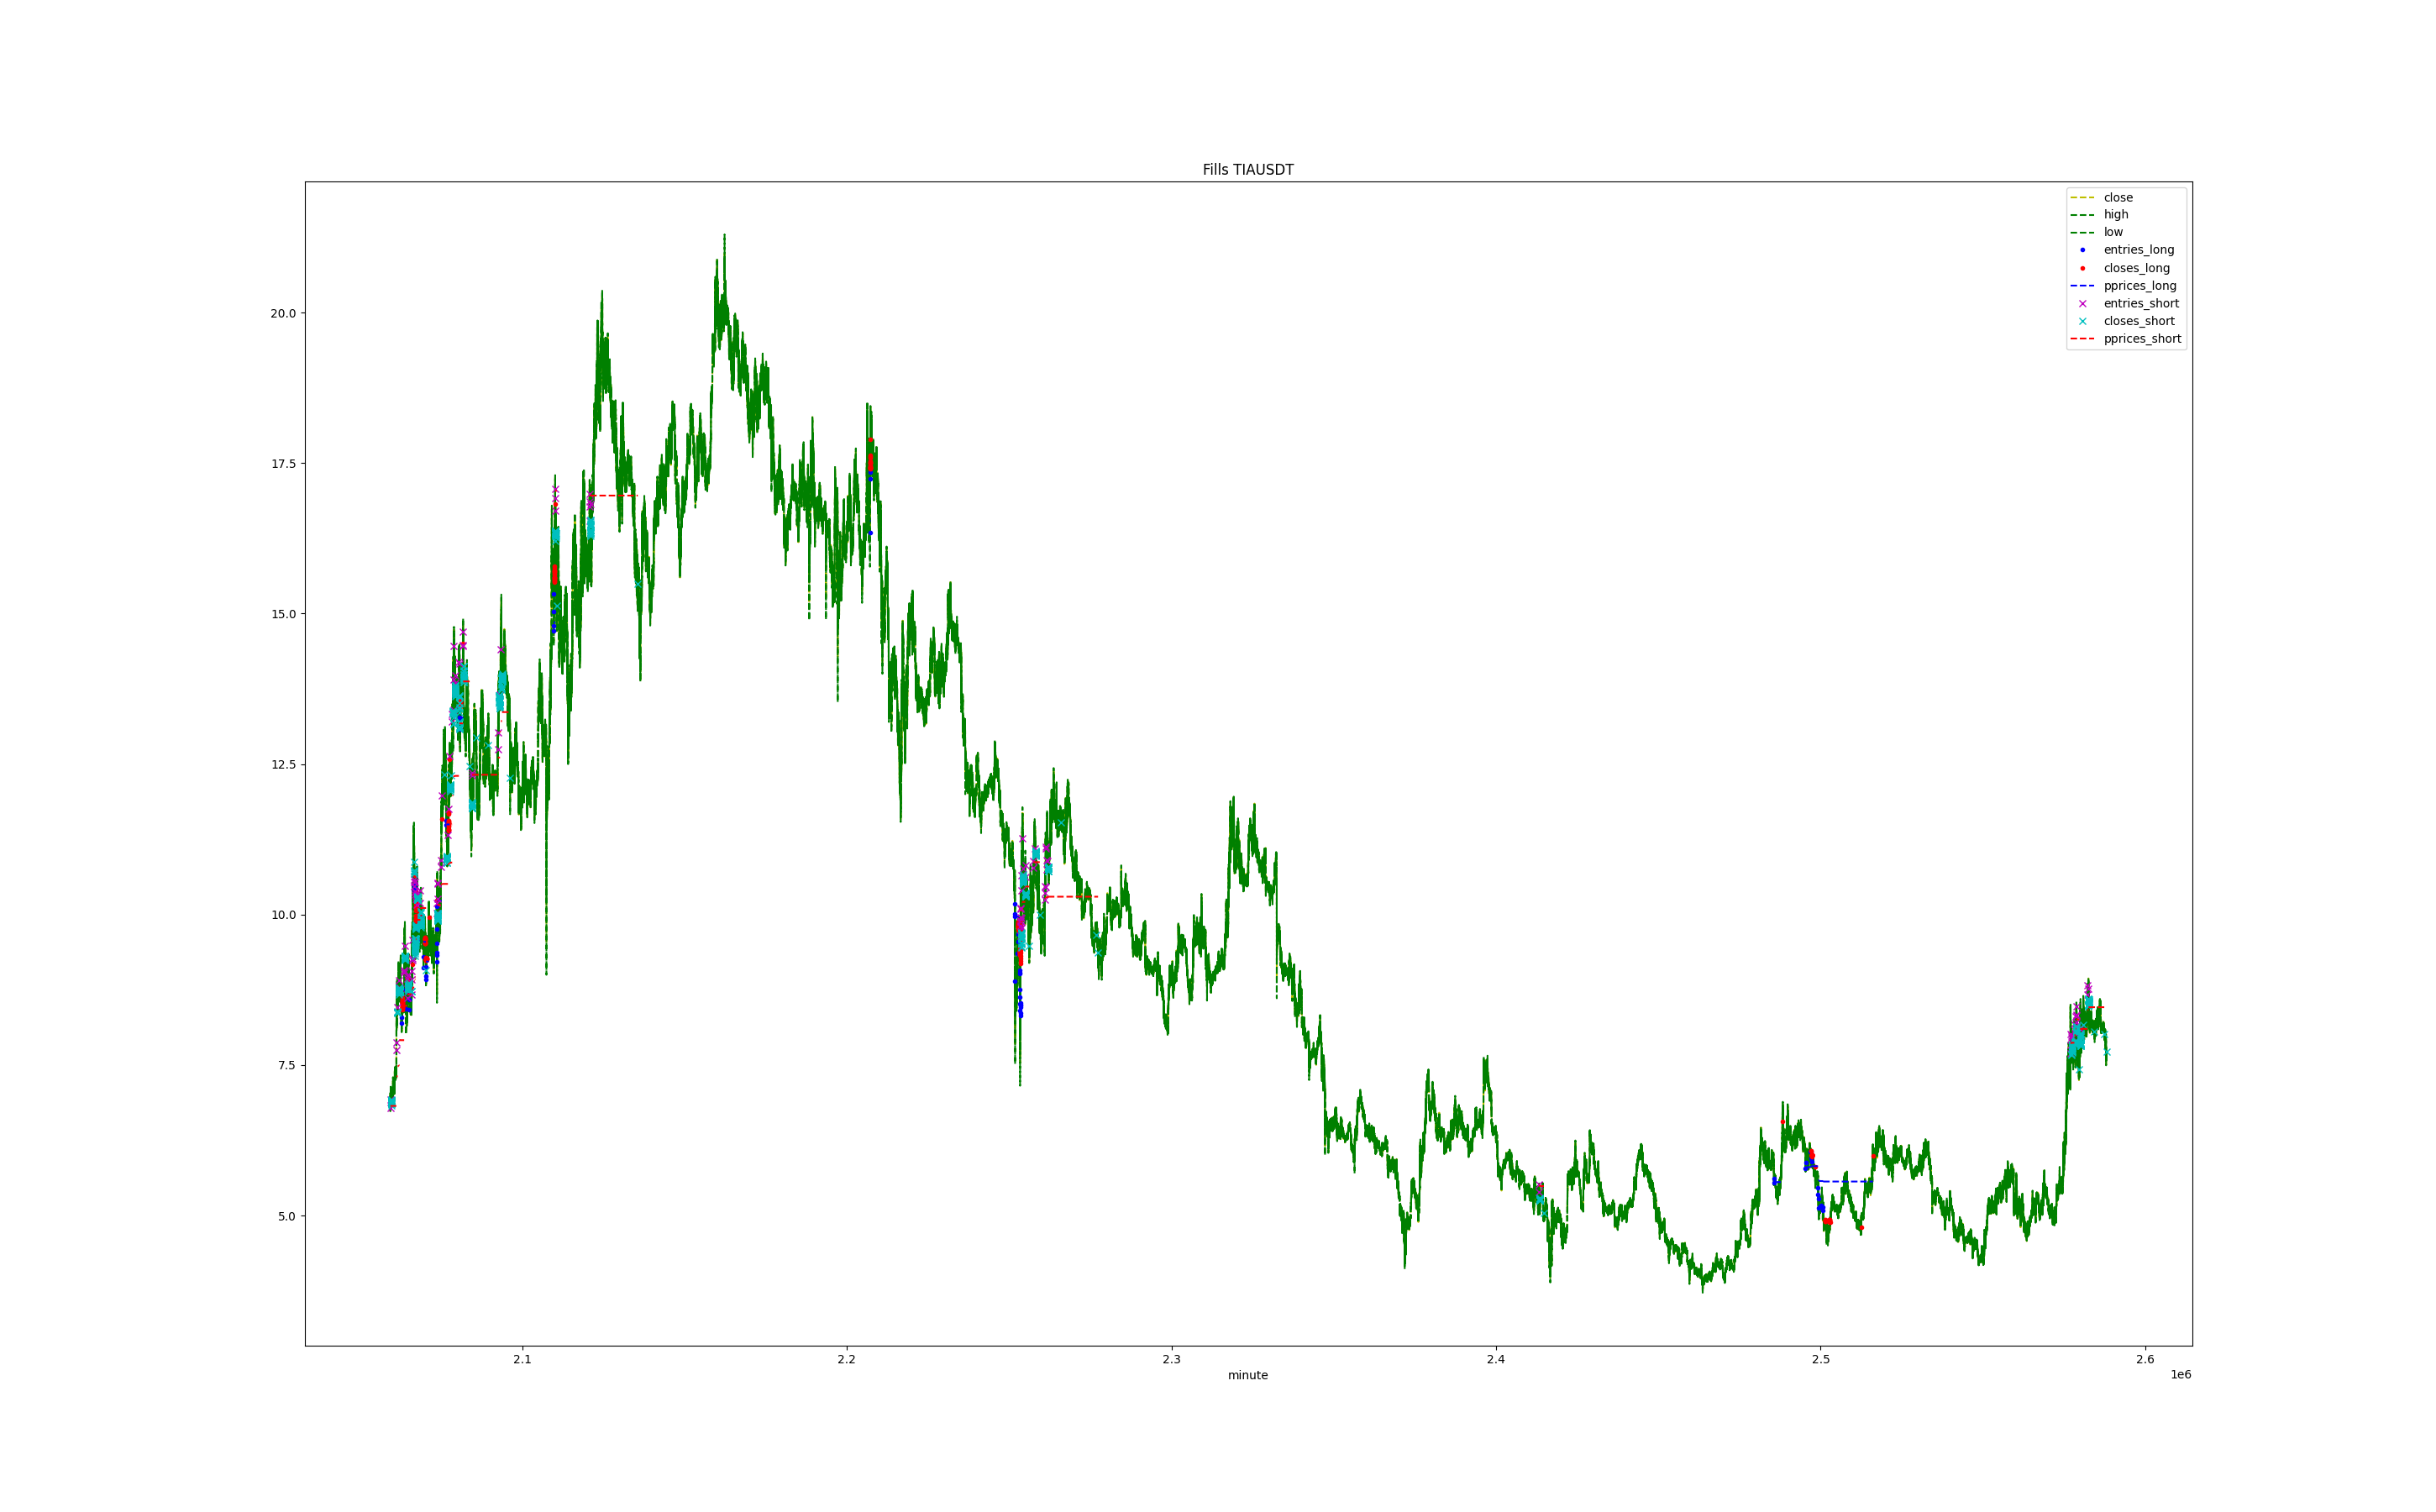 Fills TIAUSDT
close
high
low
entries_long
closes_long
pprices_long
entries_short
closes_short
pprices_short
20.0
17.5
15.0
12.5
10.0
7.5
5.0
2.1 2.2 2.3 2.4 2.5 2.6
minute 1e6